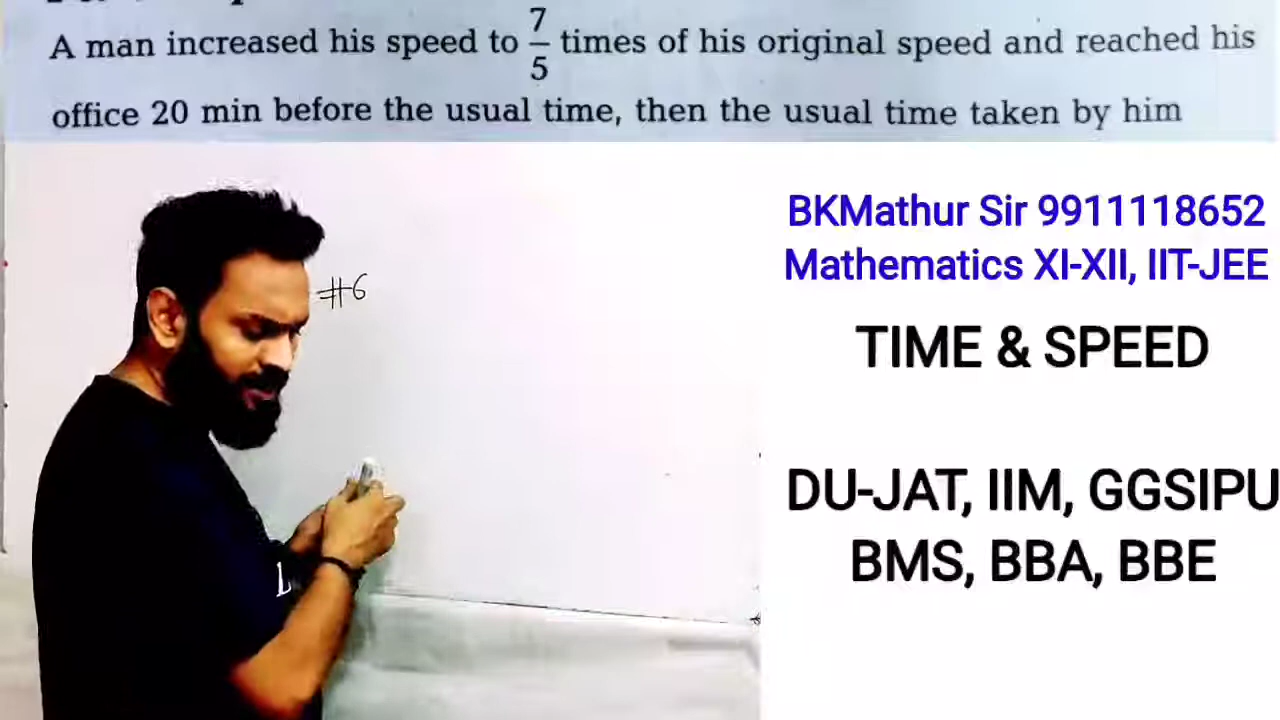 A man increased his speed to 7/5 times of his original speed and reached his
office 20 min before the usual time, then the usual time taken by him
#6
BKMathur Sir 9911118652
Mathematics XI-XII, IIT-JEE
TIME & SPEED
DU-JAT, IIM, GGSIPU
BMS, BBA, BBE
L